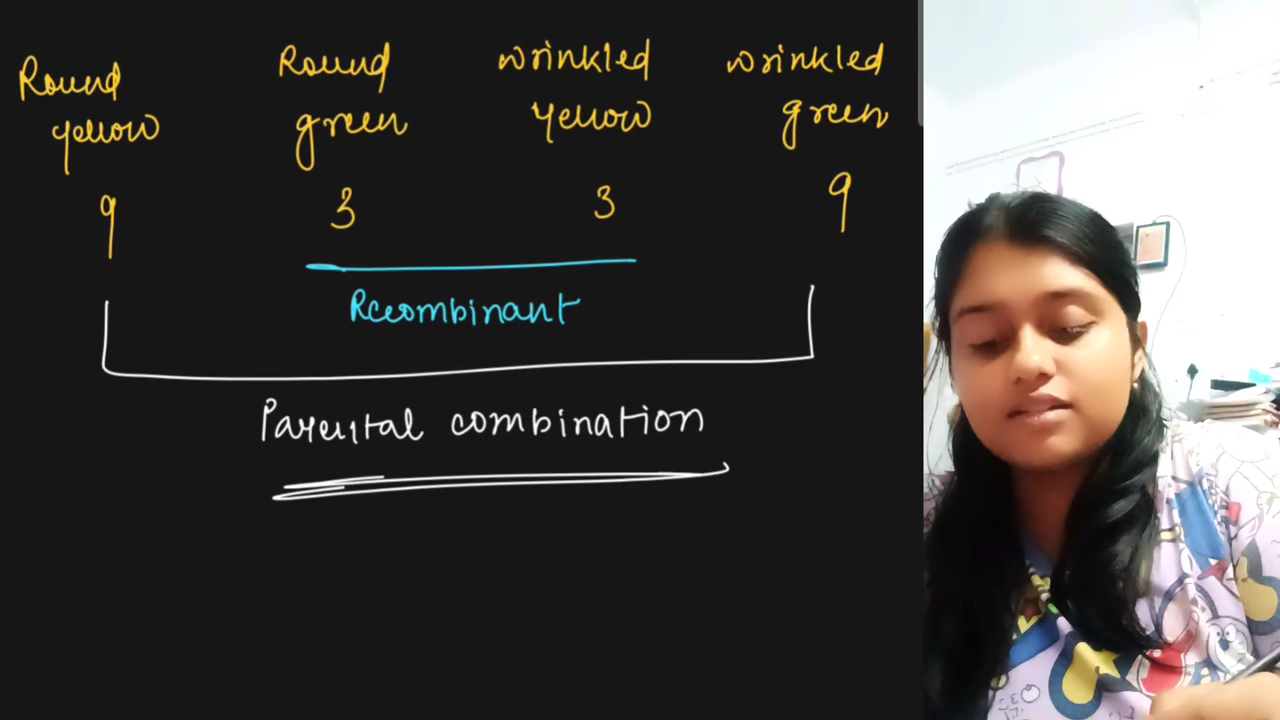 Round
yellow
9
Round
green
3
wrinkled
yellow
3
wrinkled
green
9
Recombinant
Parental combination